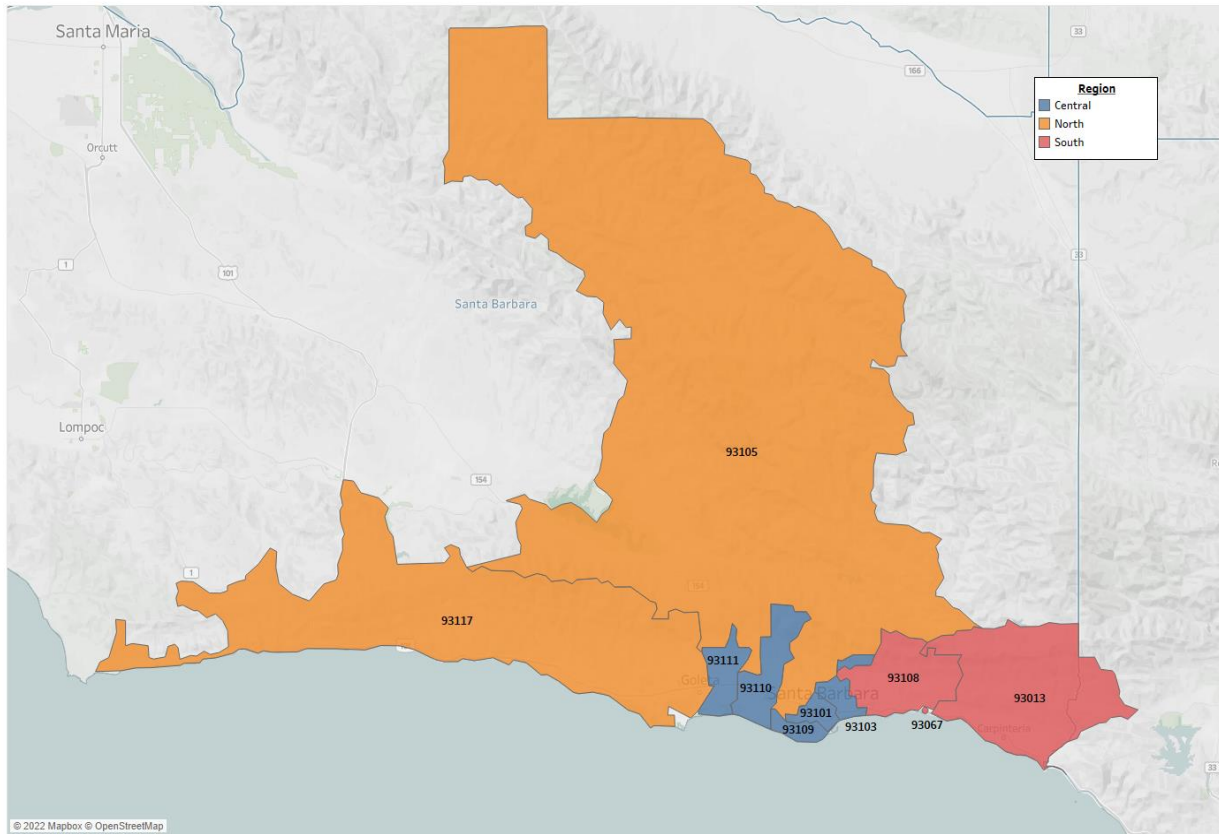 Santa Maria
33
166
Region
Central
North
South
Orcutt
1
101
33
Santa Barbara
Lompoc
93105
154
1
154
93117
93111
93110
Goleta
93108
Santa Barbara
93013
93101
93109
93103
93067
Carpinteria
33
© 2022 Mapbox © OpenStreetMap